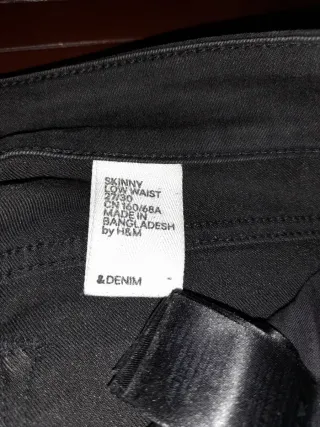 SKINNY
LOW WAIST
27/30
CN 160/68A
MADE IN
BANGLADESH
by H&M
&DENIM